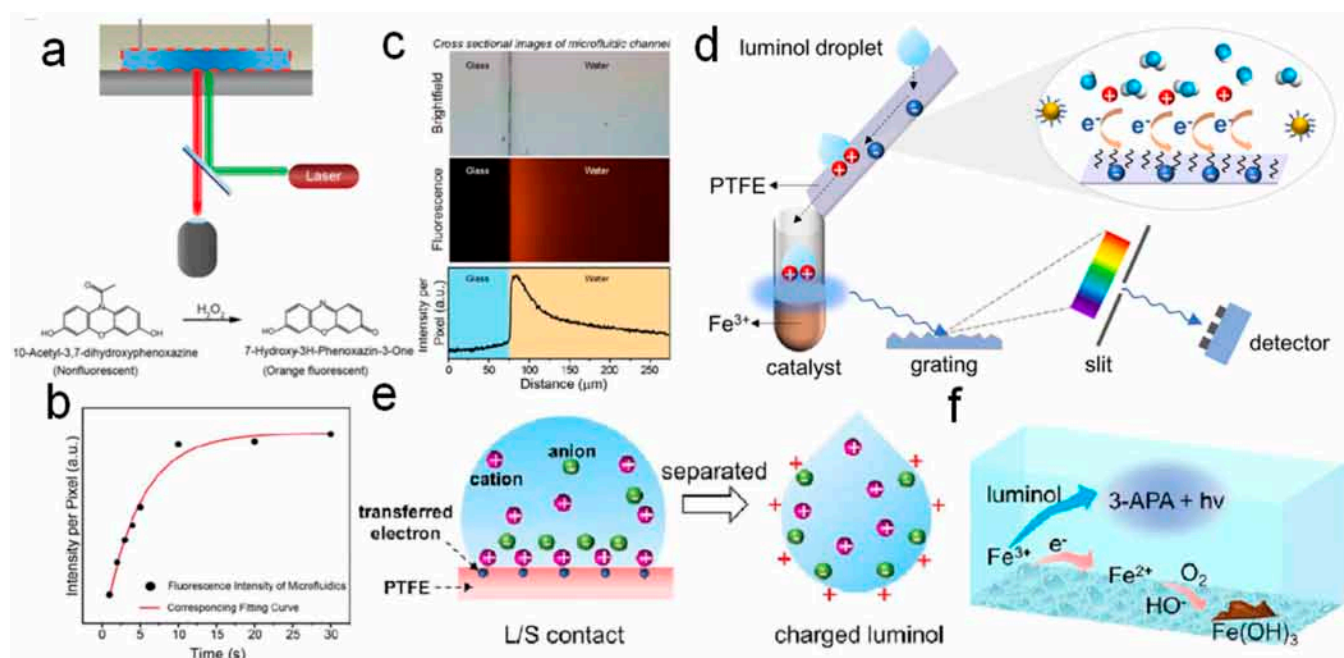 a
Laser
HO
O
N
O
OH
H₂O₂
HO
N
O
O
10-Acetyl-3,7-dihydroxyphenoxazine
(Nonfluorescent)
7-Hydroxy-3H-Phenoxazin-3-One
(Orange fluorescent)
b
Intensity per Pixel (a.u.)
Fluorescence Intensity of Microfluidics
Corresponcing Fitting Curve
0 5 10 15 20 25 30
Time (s)
c
Cross sectional images of microfluidic channel
Brightfield
Glass
Water
Fluorescence
Glass
Water
Intensity per
Pixel (a.u.)
Glass
Water
0 50 100 150 200 250
Distance (μm)
d
luminol droplet
PTFE
Fe³⁺
catalyst
grating
slit
detector
e⁻ e⁻ e⁻ e⁻
e
anion
cation
transferred
electron
PTFE
L/S contact
separated
charged luminol
f
luminol
3-APA + hv
Fe³⁺
e⁻
Fe²⁺
O₂
HO⁻
Fe(OH)₃